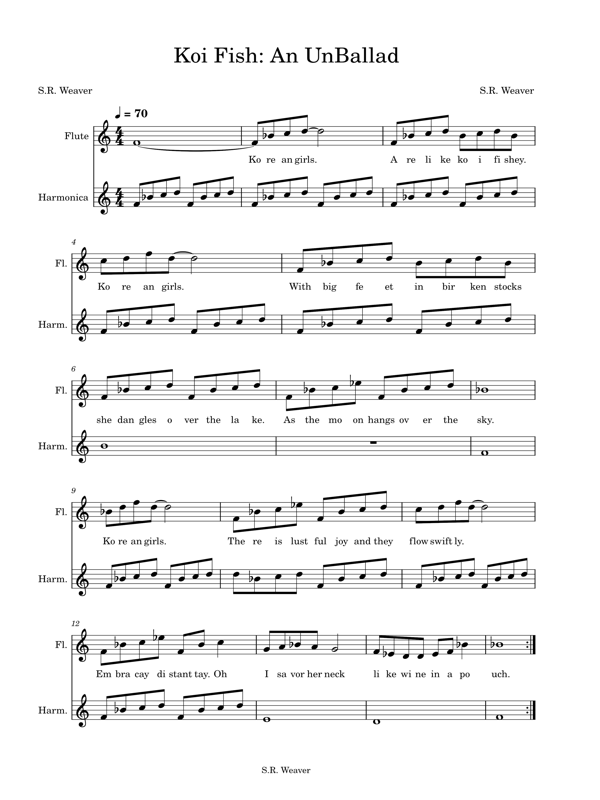 Koi Fish: An UnBallad
S.R. Weaver S.R. Weaver
♩ = 70
Flute
Ko re an girls. A re li ke ko i fi shey.
Harmonica
4
Fl.
Ko re an girls. With big fe et in bir ken stocks
Harm.
6
Fl.
she dan gles o ver the la ke. As the mo on hangs ov er the sky.
Harm.
9
Fl.
Ko re an girls. The re is lust ful joy and they flow swift ly.
Harm.
12
Fl.
Em bra cay di stant tay. Oh I sa vor her neck li ke wi ne in a po uch.
Harm.
S.R. Weaver